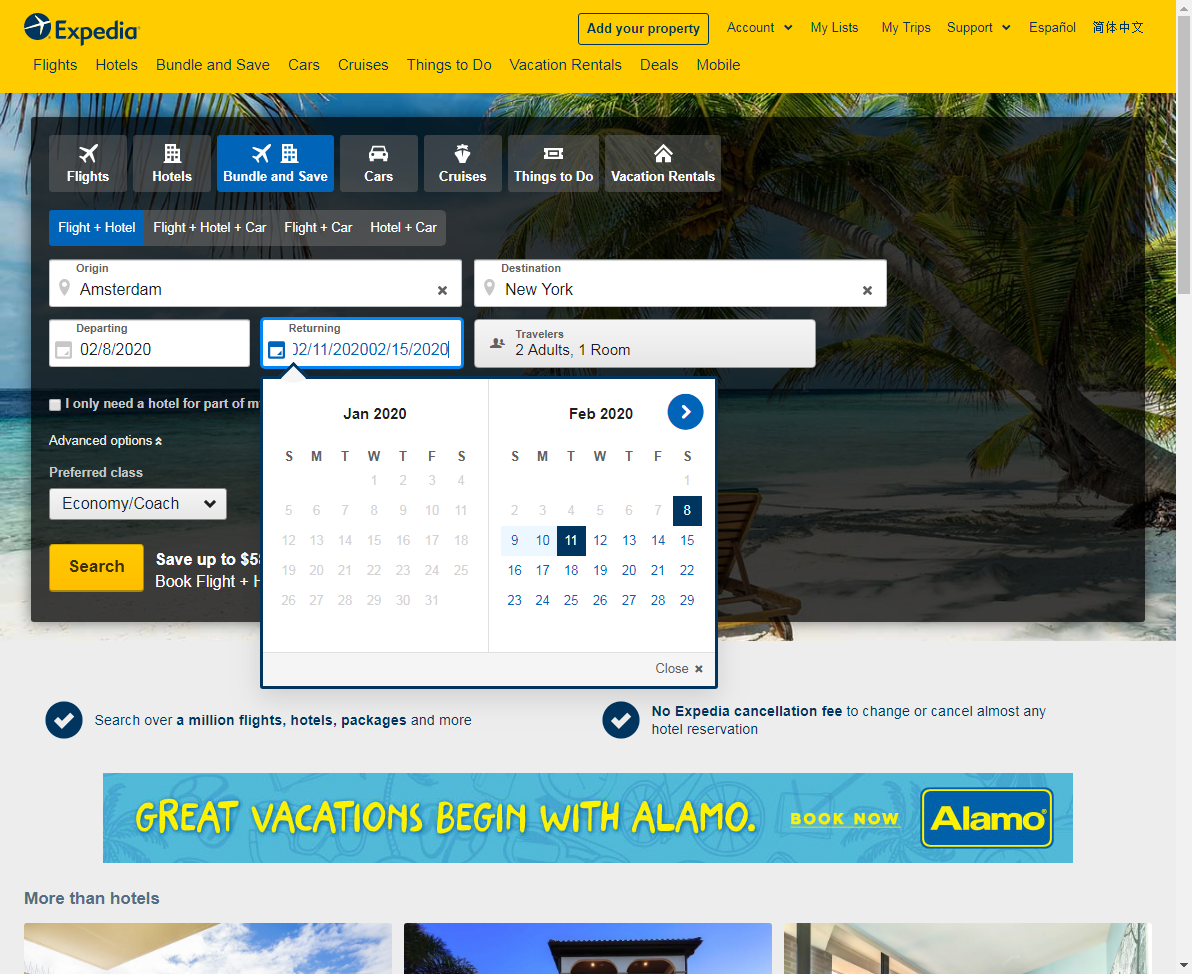 Expedia
Add your property
Account
My Lists
My Trips
Support
Español
简体中文
Flights
Hotels
Bundle and Save
Cars
Cruises
Things to Do
Vacation Rentals
Deals
Mobile
Flights
Hotels
Bundle and Save
Cars
Cruises
Things to Do
Vacation Rentals
Flight + Hotel
Flight + Hotel + Car
Flight + Car
Hotel + Car
Origin
Amsterdam
Destination
New York
Departing
02/8/2020
Returning
02/11/202002/15/2020
Travelers
2 Adults, 1 Room
I only need a hotel for part of m
Advanced options
Preferred class
Economy/Coach
Search
Save up to $5
Book Flight + H
Jan 2020
S M T W T F S
1 2 3 4
5 6 7 8 9 10 11
12 13 14 15 16 17 18
19 20 21 22 23 24 25
26 27 28 29 30 31
Feb 2020
S M T W T F S
1
2 3 4 5 6 7 8
9 10 11 12 13 14 15
16 17 18 19 20 21 22
23 24 25 26 27 28 29
Close
Search over a million flights, hotels, packages and more
No Expedia cancellation fee to change or cancel almost any
hotel reservation
GREAT VACATIONS BEGIN WITH ALAMO.
BOOK NOW
Alamo
More than hotels